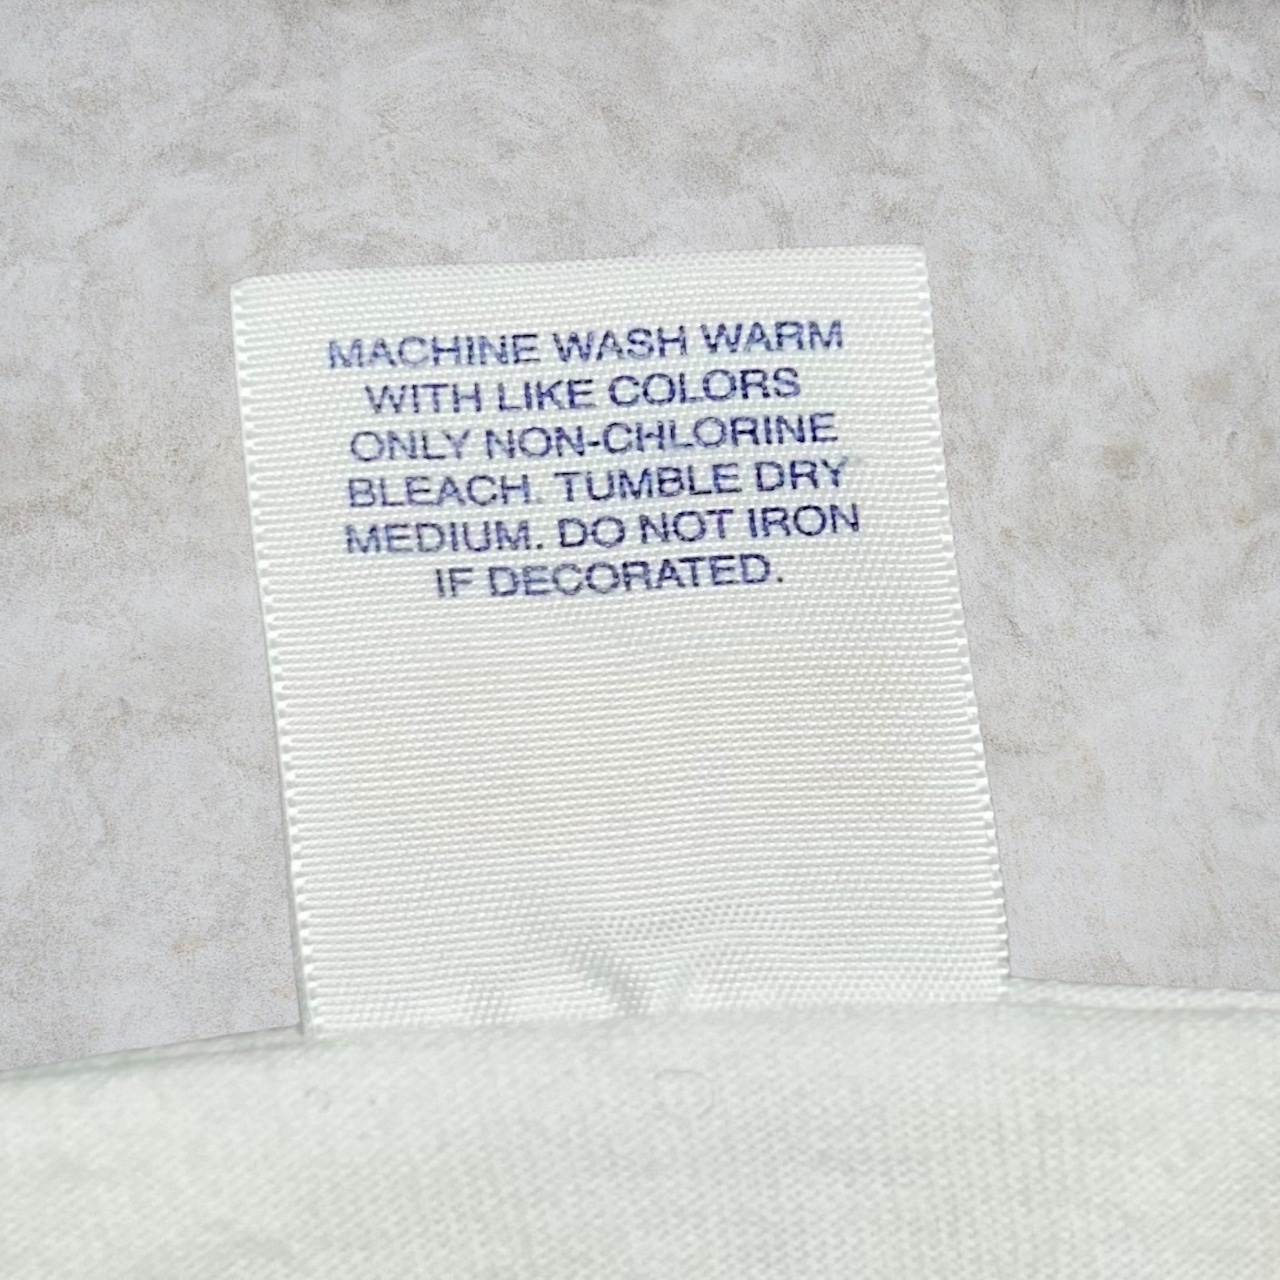 MACHINE WASH WARM
WITH LIKE COLORS
ONLY NON-CHLORINE
BLEACH. TUMBLE DRY
MEDIUM. DO NOT IRON
IF DECORATED.